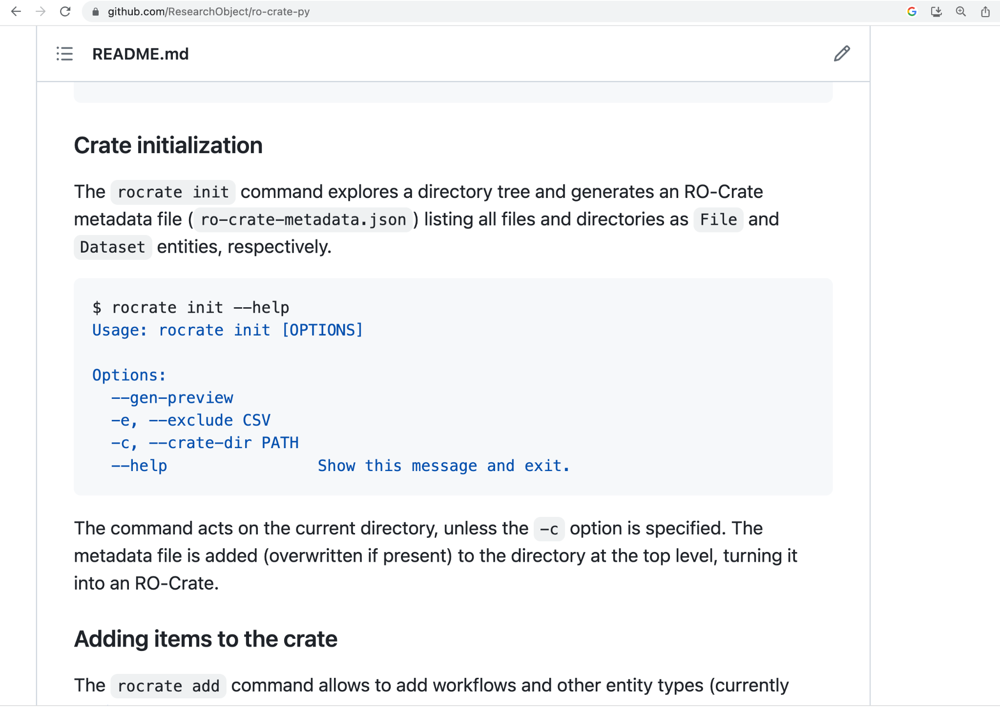 github.com/ResearchObject/ro-crate-py
README.md
Crate initialization
The rocrate init command explores a directory tree and generates an RO-Crate
metadata file ( ro-crate-metadata.json ) listing all files and directories as File and
Dataset entities, respectively.
$ rocrate init --help
Usage: rocrate init [OPTIONS]
Options:
--gen-preview
-e, --exclude CSV
-c, --crate-dir PATH
--help Show this message and exit.
The command acts on the current directory, unless the -c option is specified. The
metadata file is added (overwritten if present) to the directory at the top level, turning it
into an RO-Crate.
Adding items to the crate
The rocrate add command allows to add workflows and other entity types (currently